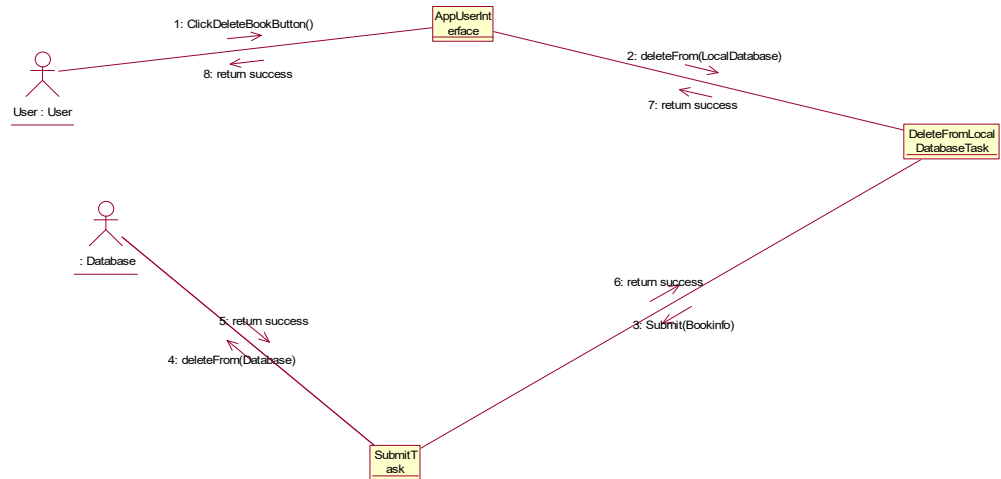 1: ClickDeleteBookButton()
AppUserInt
erface
8: return success
User : User
2: deleteFrom(LocalDatabase)
7: return success
DeleteFromLocal
DatabaseTask
: Database
6: return success
3: Submit(Bookinfo)
5: return success
4: deleteFrom(Database)
SubmitT
ask